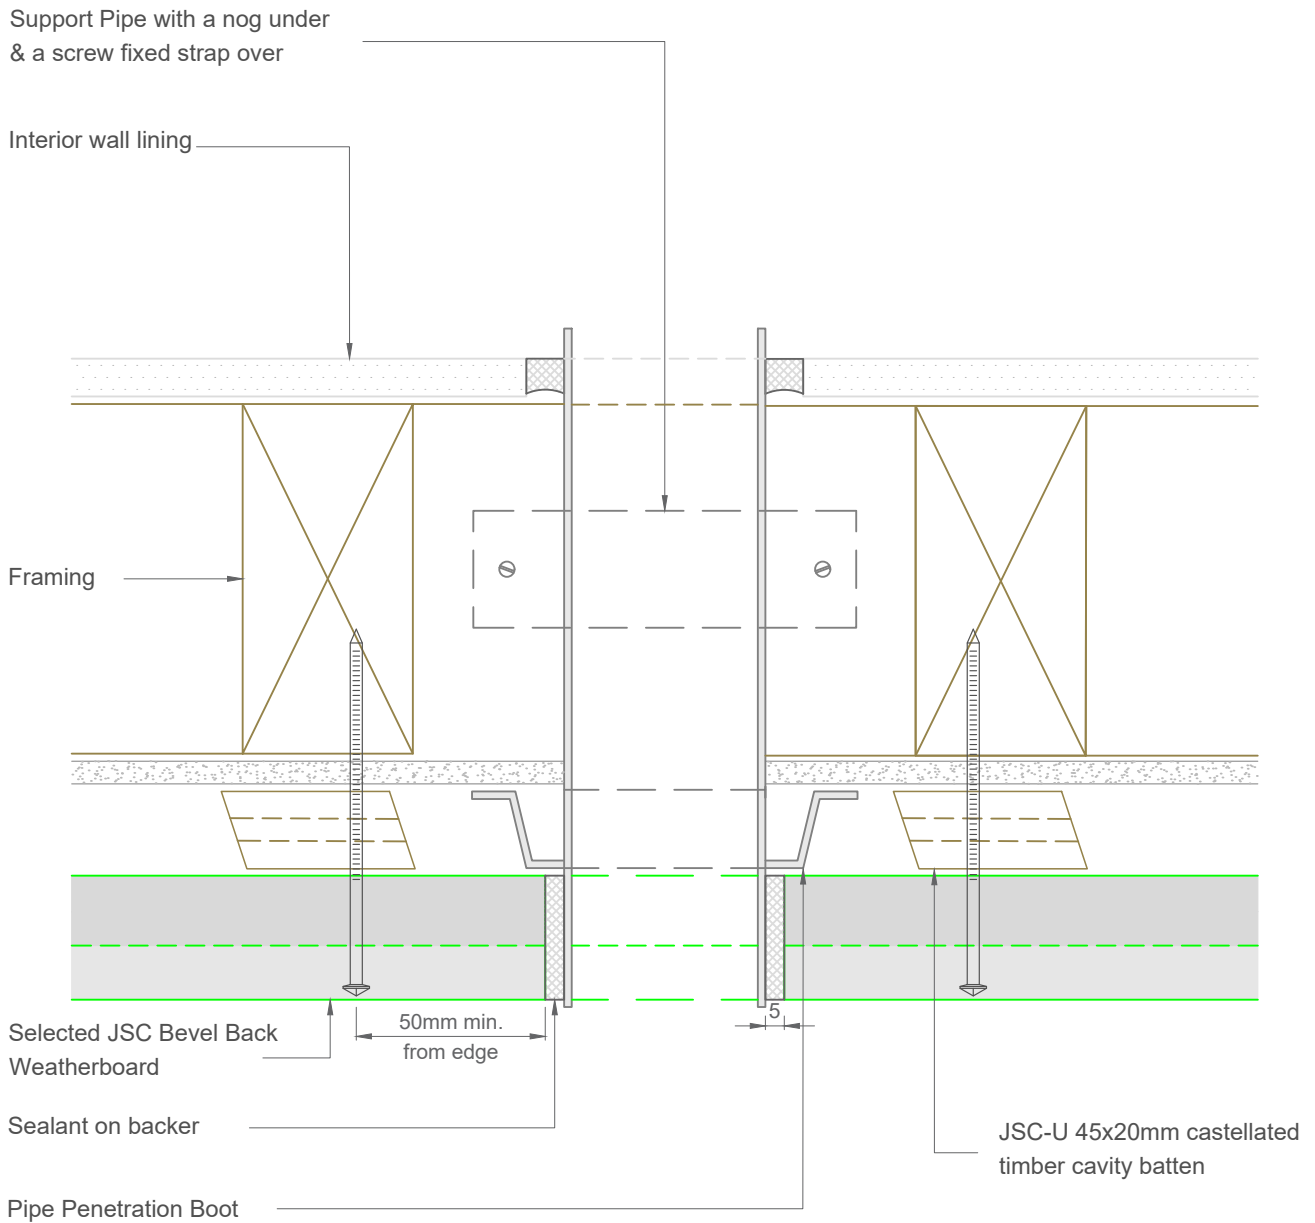 Support Pipe with a nog under
& a screw fixed strap over
Interior wall lining
Framing
50mm min.
from edge
5
Selected JSC Bevel Back
Weatherboard
Sealant on backer
JSC-U 45x20mm castellated
timber cavity batten
Pipe Penetration Boot